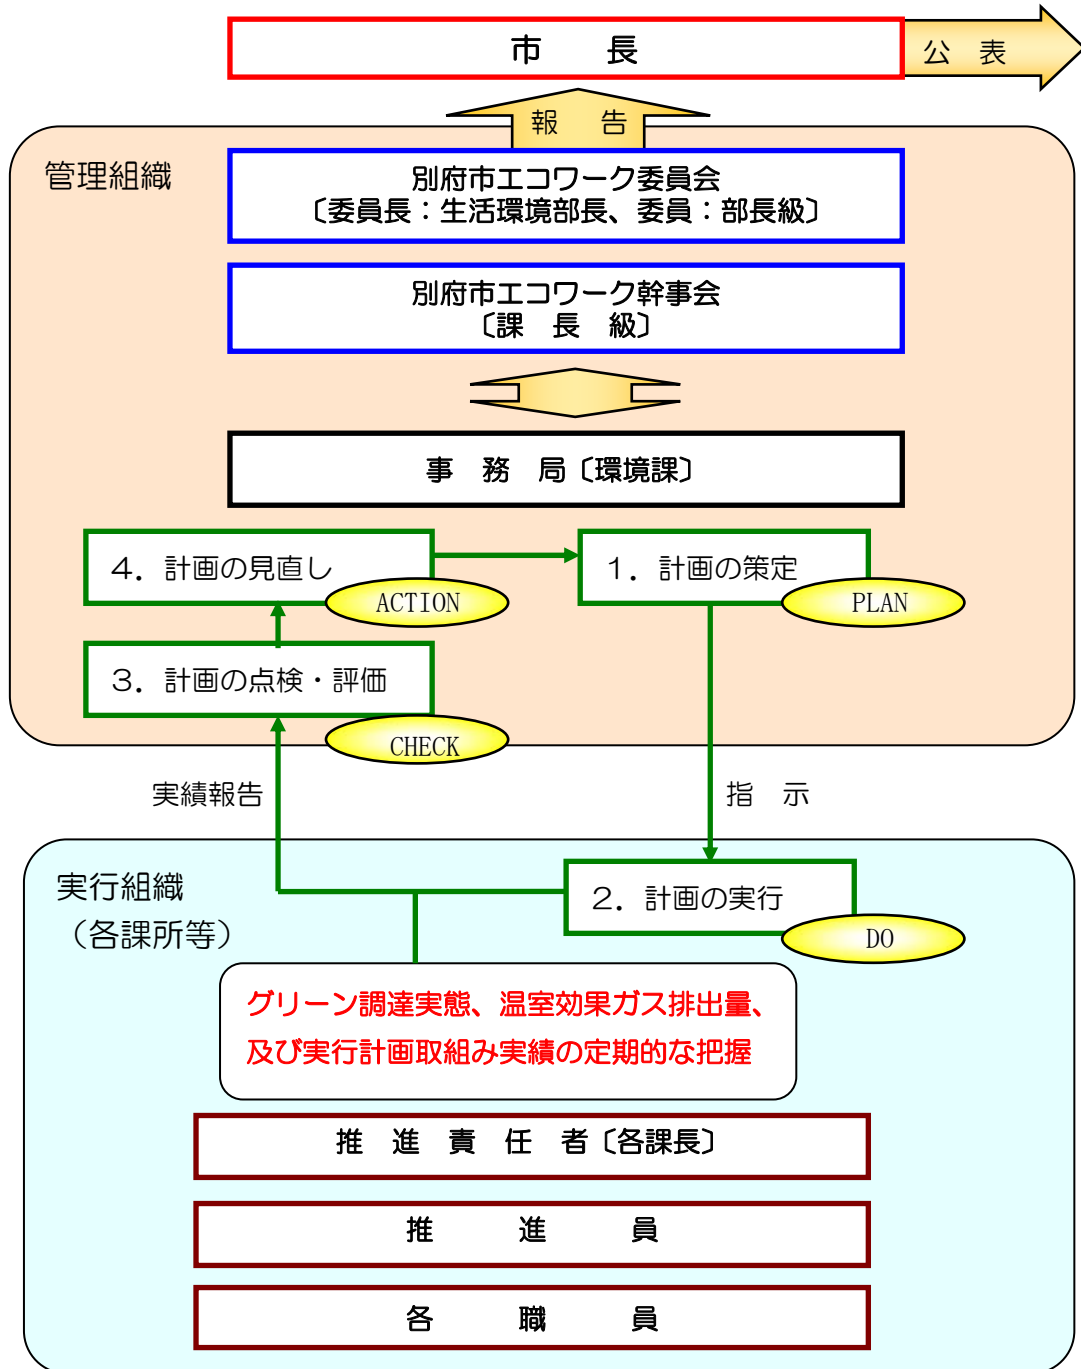 市　長
公　表
報　告
管理組織
別府市エコワーク委員会
〔委員長：生活環境部長、委員：部長級〕
別府市エコワーク幹事会
〔課　長　級〕
事　務　局〔環境課〕
４．計画の見直し
ACTION
１．計画の策定
PLAN
３．計画の点検・評価
CHECK
実績報告
指　示
実行組織
（各課所等）
２．計画の実行
DO
グリーン調達実態、温室効果ガス排出量、
及び実行計画取組み実績の定期的な把握
推　進　責　任　者〔各課長〕
推　進　員
各　職　員